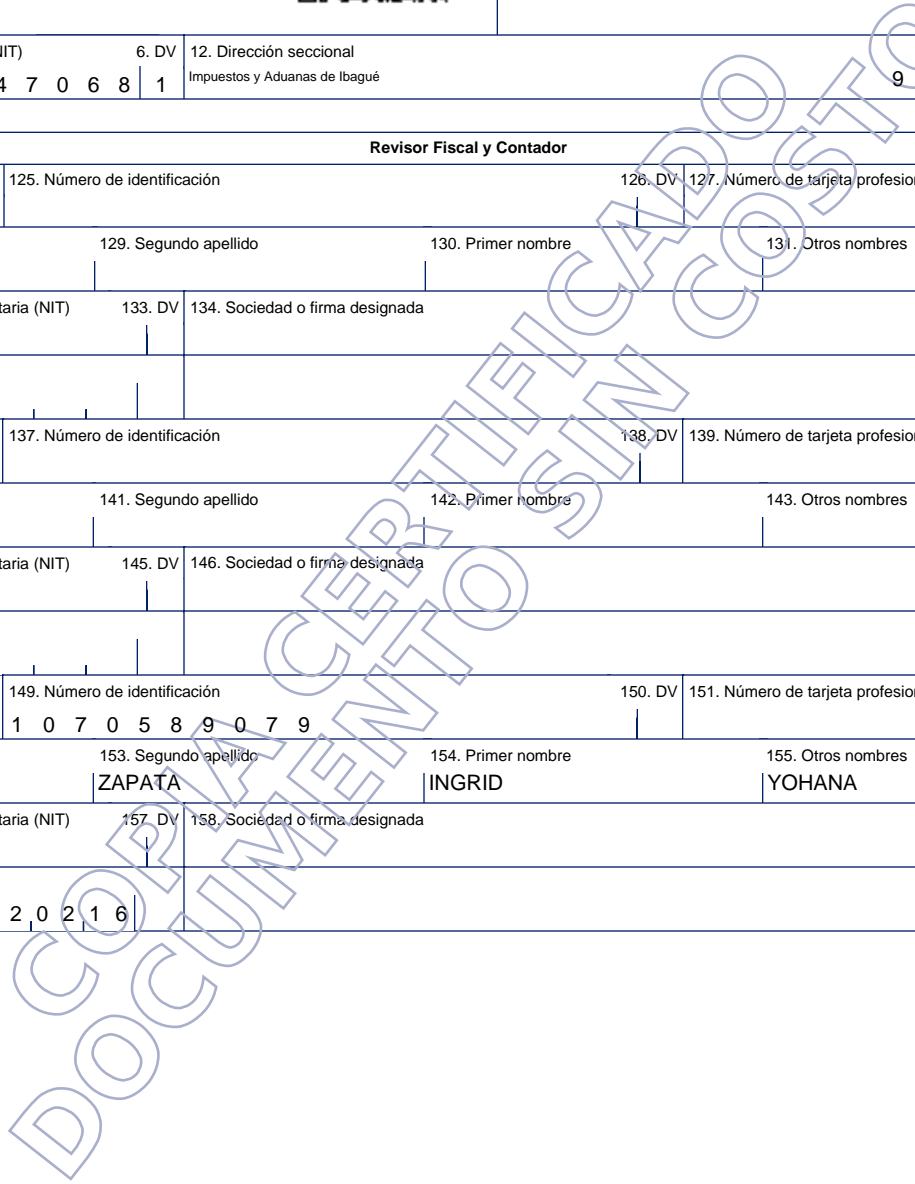 NIT) 6. DV 12. Dirección seccional
4 7 0 6 8 1 Impuestos y Aduanas de Ibagué 9
Revisor Fiscal y Contador
125. Número de identificación 126. DV 127. Número de tarjeta profesion
129. Segundo apellido 130. Primer nombre 131. Otros nombres
taria (NIT) 133. DV 134. Sociedad o firma designada
137. Número de identificación 138. DV 139. Número de tarjeta profesion
141. Segundo apellido 142. Primer nombre 143. Otros nombres
taria (NIT) 145. DV 146. Sociedad o firma designada
149. Número de identificación 150. DV 151. Número de tarjeta profesion
1 0 7 0 5 8 9 0 7 9
153. Segundo apellido 154. Primer nombre 155. Otros nombres
ZAPATA INGRID YOHANA
taria (NIT) 157. DV 158. Sociedad o firma designada
2 0 2 1 6
COPIA CERTIFICADO
DOCUMENTO SIN COSTO